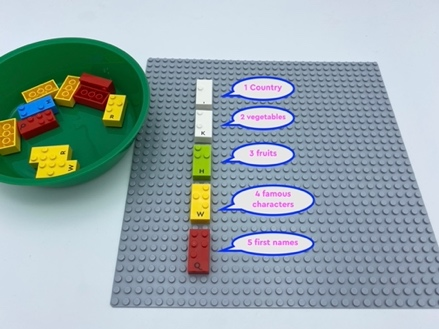 1 Country
2 vegetables
K
3 fruits
H
4 famous
characters
W
5 first names
Q
R
W